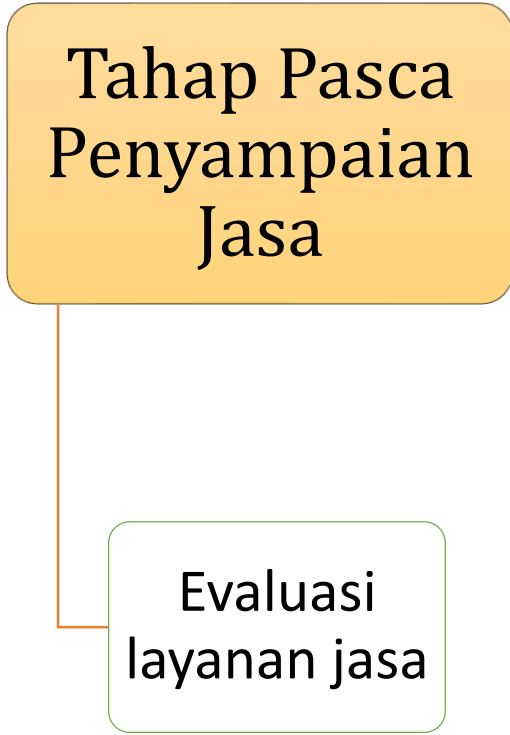 Tahap Pasca
Penyampaian
Jasa
Evaluasi
layanan jasa